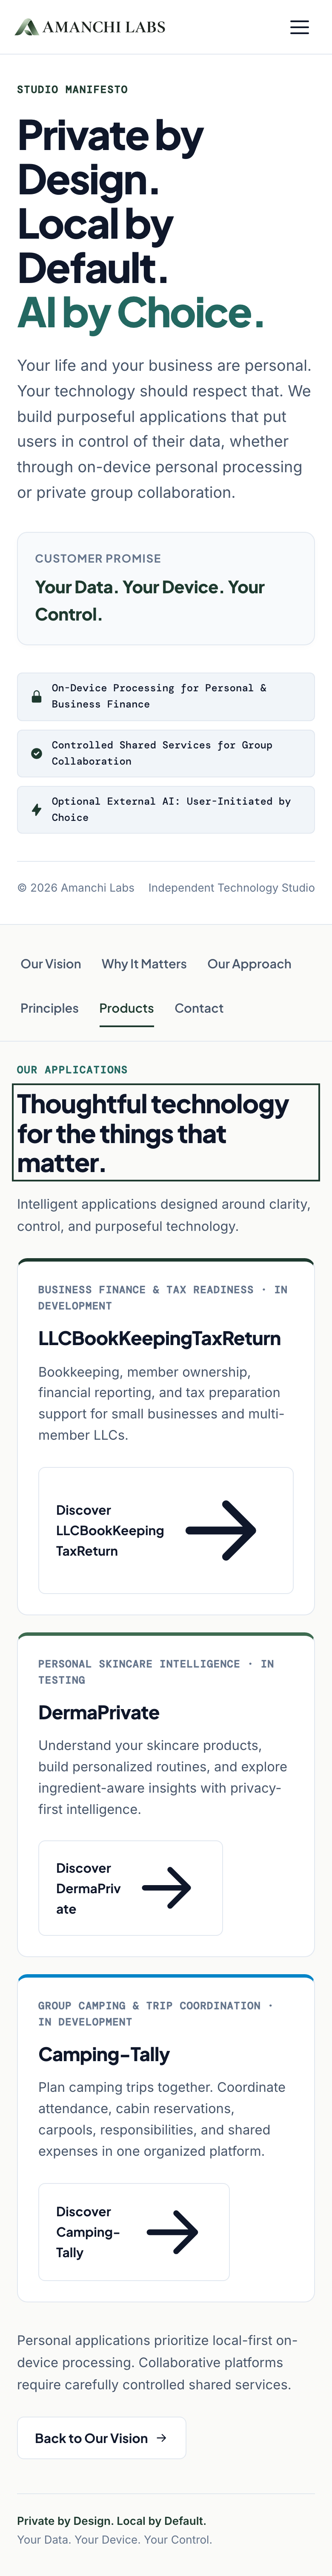 AMANCHI LABS
STUDIO MANIFESTO
Private by
Design.
Local by
Default.
AI by Choice.
Your life and your business are personal.
Your technology should respect that. We
build purposeful applications that put
users in control of their data, whether
through on-device personal processing
or private group collaboration.
CUSTOMER PROMISE
Your Data. Your Device. Your
Control.
On-Device Processing for Personal &
Business Finance
Controlled Shared Services for Group
Collaboration
Optional External AI: User-Initiated by
Choice
© 2026 Amanchi Labs Independent Technology Studio
Our Vision Why It Matters Our Approach
Principles Products Contact
OUR APPLICATIONS
Thoughtful technology
for the things that
matter.
Intelligent applications designed around clarity,
control, and purposeful technology.
BUSINESS FINANCE & TAX READINESS · IN
DEVELOPMENT
LLCBookKeepingTaxReturn
Bookkeeping, member ownership,
financial reporting, and tax preparation
support for small businesses and multi-
member LLCs.
Discover
LLCBookKeeping
TaxReturn
PERSONAL SKINCARE INTELLIGENCE · IN
TESTING
DermaPrivate
Understand your skincare products,
build personalized routines, and explore
ingredient-aware insights with privacy-
first intelligence.
Discover
DermaPriv
ate
GROUP CAMPING & TRIP COORDINATION ·
IN DEVELOPMENT
Camping-Tally
Plan camping trips together. Coordinate
attendance, cabin reservations,
carpools, responsibilities, and shared
expenses in one organized platform.
Discover
Camping-
Tally
Personal applications prioritize local-first on-
device processing. Collaborative platforms
require carefully controlled shared services.
Back to Our Vision
Private by Design. Local by Default.
Your Data. Your Device. Your Control.